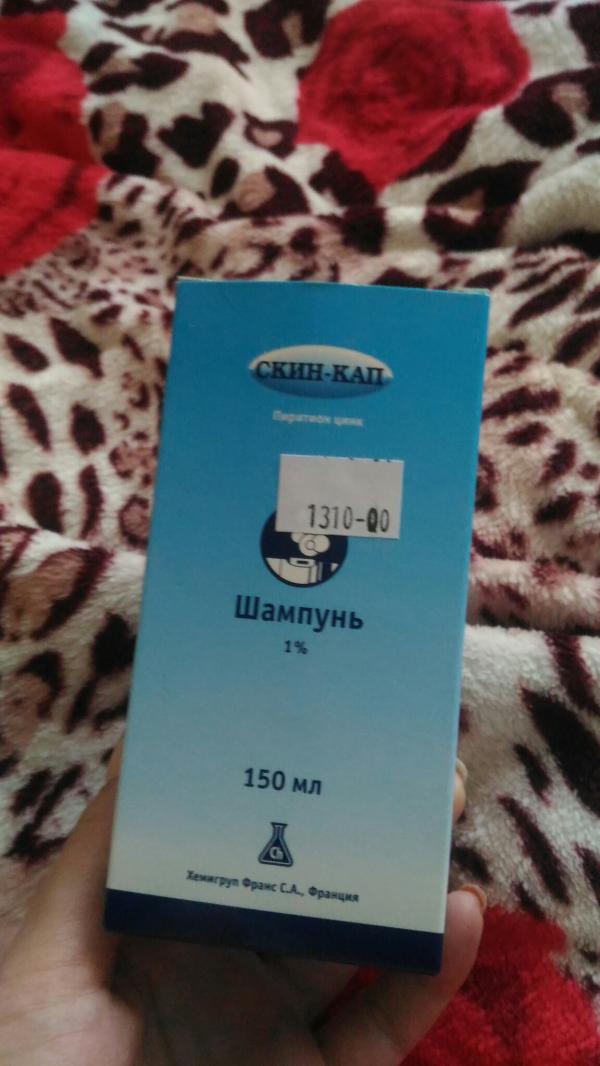 СКИН-КАП
Пиритион цинк
1310-00
Шампунь
1%
150 мл
Хемигруп Франс С.А., Франция